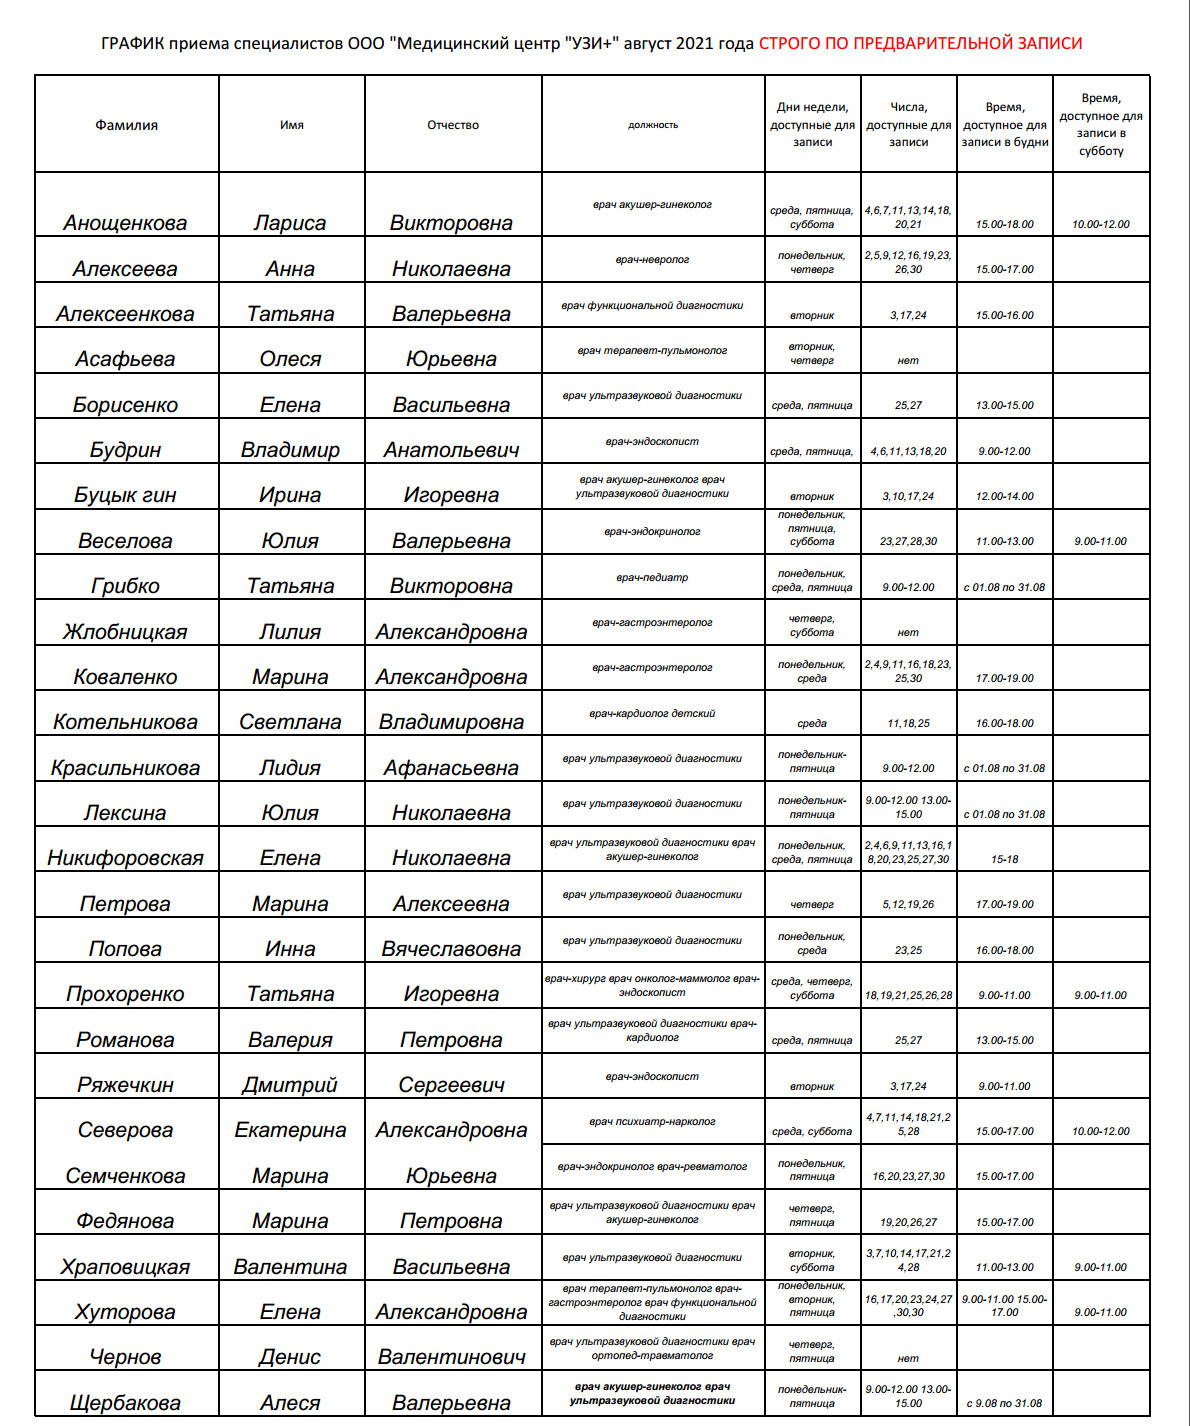 ГРАФИК приема специалистов ООО "Медицинский центр "УЗИ+" август 2021 года СТРОГО ПО ПРЕДВАРИТЕЛЬНОЙ ЗАПИСИ
Фамилия Имя Отчество должность Дни недели, доступные для записи Числа, доступные для записи Время, доступное для записи в будни Время, доступное для записи в субботу
Анощенкова Лариса Викторовна врач акушер-гинеколог среда, пятница, суббота 4,6,7,11,13,14,18,20,21 15.00-18.00 10.00-12.00
Алексеева Анна Николаевна врач-невролог понедельник, четверг 2,5,9,12,16,19,23,26,30 15.00-17.00
Алексеенкова Татьяна Валерьевна врач функциональной диагностики вторник 3,17,24 15.00-16.00
Асафьева Олеся Юрьевна врач терапевт-пульмонолог вторник, четверг нет
Борисенко Елена Васильевна врач ультразвуковой диагностики среда, пятница 25,27 13.00-15.00
Будрин Владимир Анатольевич врач-эндоскопист среда, пятница, 4,6,11,13,18,20 9.00-12.00
Буцык гин Ирина Игоревна врач акушер-гинеколог врач ультразвуковой диагностики вторник 3,10,17,24 12.00-14.00
Веселова Юлия Валерьевна врач-эндокринолог понедельник, пятница, суббота 23,27,28,30 11.00-13.00 9.00-11.00
Грибко Татьяна Викторовна врач-педиатр понедельник, среда, пятница 9.00-12.00 с 01.08 по 31.08
Жлобницкая Лилия Александровна врач-гастроэнтеролог четверг, суббота нет
Коваленко Марина Александровна врач-гастроэнтеролог понедельник, среда 2,4,9,11,16,18,23,25,30 17.00-19.00
Котельникова Светлана Владимировна врач-кардиолог детский среда 11,18,25 16.00-18.00
Красильникова Лидия Афанасьевна врач ультразвуковой диагностики понедельник-пятница 9.00-12.00 с 01.08 по 31.08
Лексина Юлия Николаевна врач ультразвуковой диагностики понедельник-пятница 9.00-12.00 13.00-15.00 с 01.08 по 31.08
Никифоровская Елена Николаевна врач ультразвуковой диагностики врач акушер-гинеколог понедельник, среда, пятница 2,4,6,9,11,13,16,18,20,23,25,27,30 15-18
Петрова Марина Алексеевна врач ультразвуковой диагностики четверг 5,12,19,26 17.00-19.00
Попова Инна Вячеславовна врач ультразвуковой диагностики понедельник, среда 23,25 16.00-18.00
Прохоренко Татьяна Игоревна врач-хирург врач онколог-маммолог врач-эндоскопист среда, четверг, суббота 18,19,21,25,26,28 9.00-11.00 9.00-11.00
Романова Валерия Петровна врач ультразвуковой диагностики врач-кардиолог среда, пятница 25,27 13.00-15.00
Ряжечкин Дмитрий Сергеевич врач-эндоскопист вторник 3,17,24 9.00-11.00
Северова Екатерина Александровна врач психиатр-нарколог среда, суббота 4,7,11,14,18,21,25,28 15.00-17.00 10.00-12.00
Семченкова Марина Юрьевна врач-эндокринолог врач-ревматолог понедельник, пятница 16,20,23,27,30 15.00-17.00
Федянова Марина Петровна врач ультразвуковой диагностики врач акушер-гинеколог четверг, пятница 19,20,26,27 15.00-17.00
Храповицкая Валентина Васильевна врач ультразвуковой диагностики вторник, суббота 3,7,10,14,17,21,24,28 11.00-13.00 9.00-11.00
Хуторова Елена Александровна врач терапевт-пульмонолог врач-гастроэнтеролог врач функциональной диагностики понедельник, вторник, пятница 16,17,20,23,24,27,30,30 9.00-11.00 15.00-17.00 9.00-11.00
Чернов Денис Валентинович врач ультразвуковой диагностики врач ортопед-травматолог четверг, пятница нет
Щербакова Алеся Валерьевна врач акушер-гинеколог врач ультразвуковой диагностики понедельник-пятница 9.00-12.00 13.00-15.00 с 9.08 по 31.08